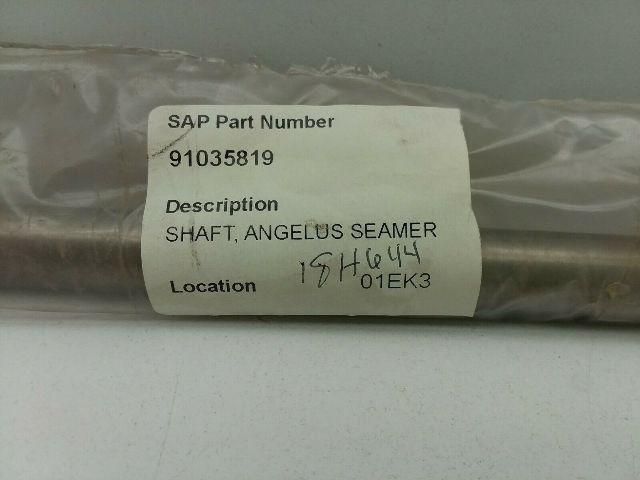 SAP Part Number
91035819
Description
SHAFT, ANGELUS SEAMER
18H644
Location 01EK3